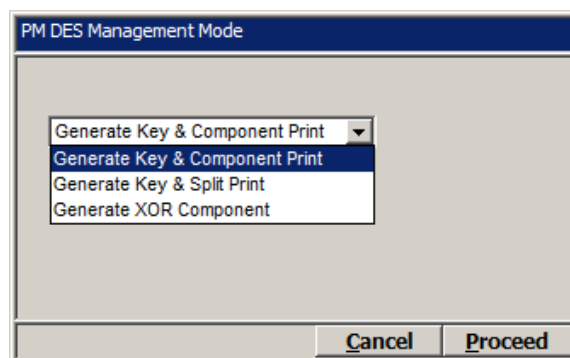 PM DES Management Mode
Generate Key & Component Print
Generate Key & Component Print
Generate Key & Split Print
Generate XOR Component
Cancel Proceed